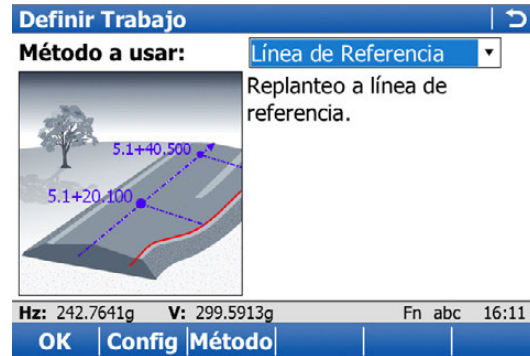 Definir Trabajo
Método a usar: Línea de Referencia
Replanteo a línea de
referencia.
5.1+40.500
5.1+20.100
Hz: 242.7641g V: 299.5913g Fn abc 16:11
OK Config Método